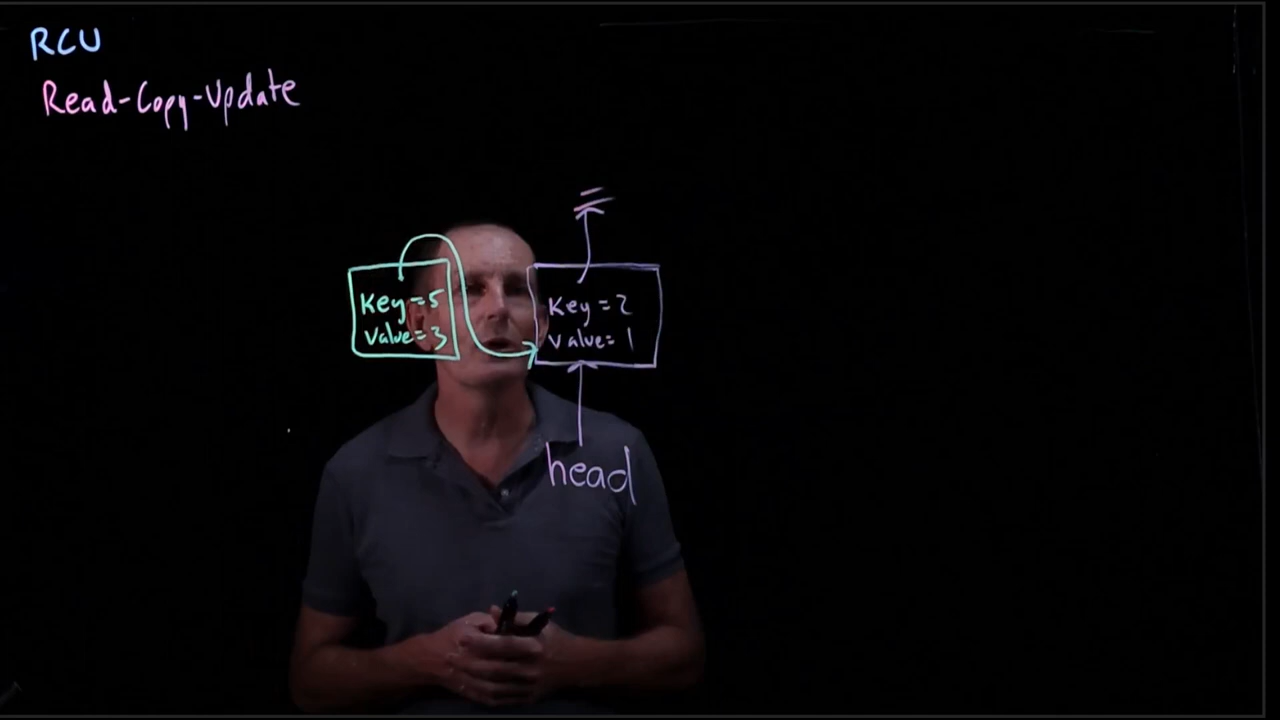 RCU
Read-Copy-Update
Key=5
Value=3
Key=2
Value=1
head